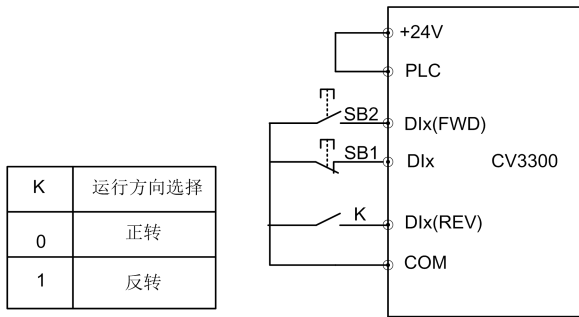 +24V
PLC
SB2
DIx(FWD)
SB1
DIx
CV3300
K
DIx(REV)
COM
K 运行方向选择
0 正转
1 反转